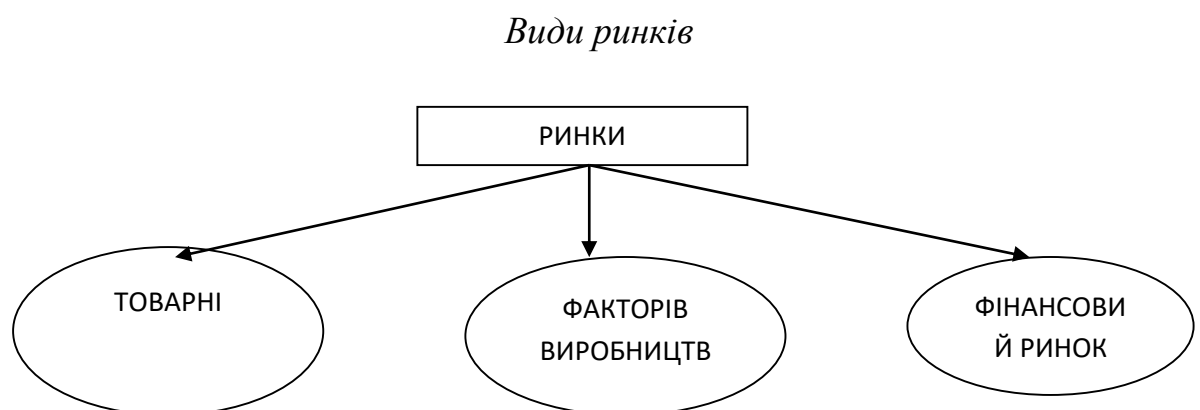 Види ринків
РИНКИ
ТОВАРНІ
ФАКТОРІВ
ВИРОБНИЦТВ
ФІНАНСОВИ
Й РИНОК